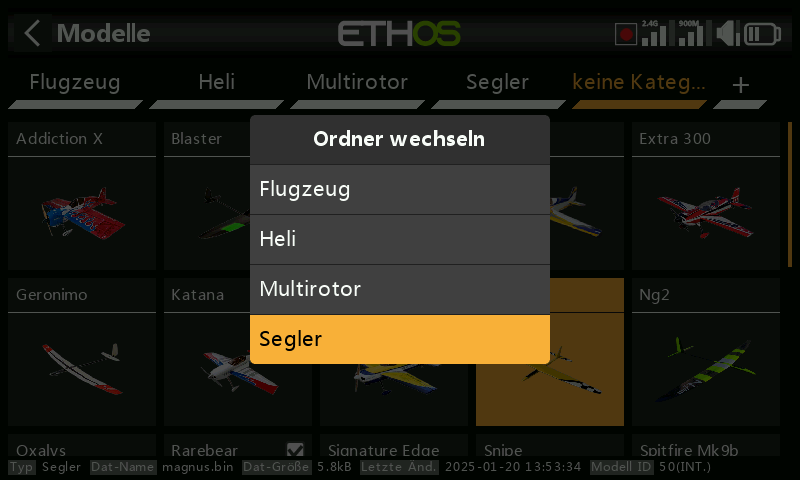 Modelle
ETHOS
2.4G 900M
Flugzeug Heli Multirotor Segler keine Kateg... +
Addiction X Blaster Extra 300
Ordner wechseln
Flugzeug
Heli
Multirotor
Segler
Geronimo Katana Ng2
Oxalys Rarebear Signature Edge Snipe Spitfire Mk9b
Typ Segler Dat-Name magnus.bin Dat-Größe 5.8kB Letzte Änd. 2025-01-20 13:53:34 Modell ID 50(INT.)